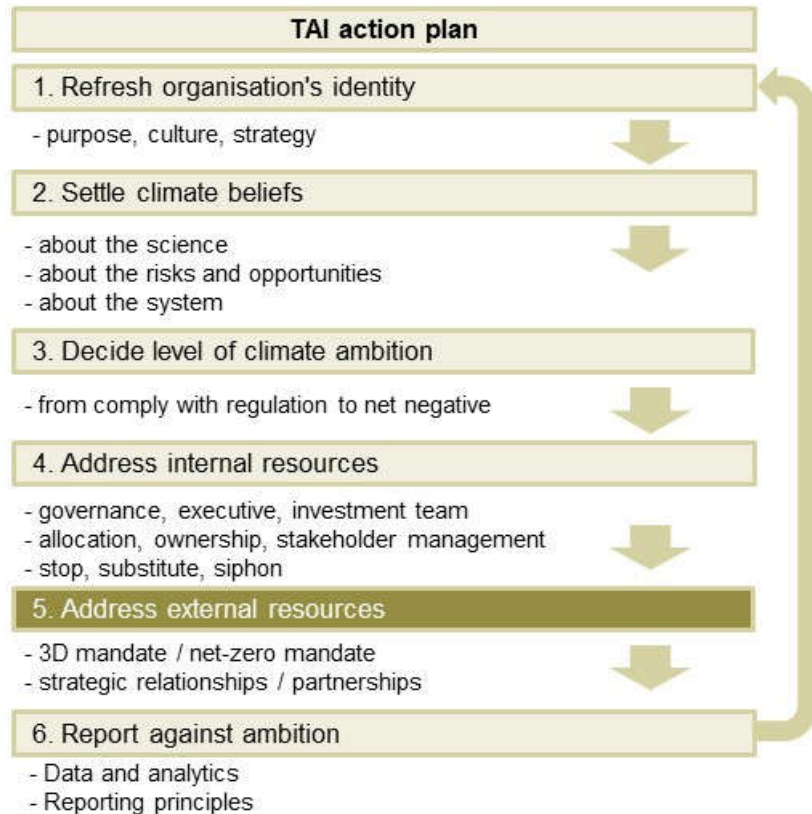 TAI action plan
1. Refresh organisation's identity
- purpose, culture, strategy
2. Settle climate beliefs
- about the science
- about the risks and opportunities
- about the system
3. Decide level of climate ambition
- from comply with regulation to net negative
4. Address internal resources
- governance, executive, investment team
- allocation, ownership, stakeholder management
- stop, substitute, siphon
5. Address external resources
- 3D mandate / net-zero mandate
- strategic relationships / partnerships
6. Report against ambition
- Data and analytics
- Reporting principles